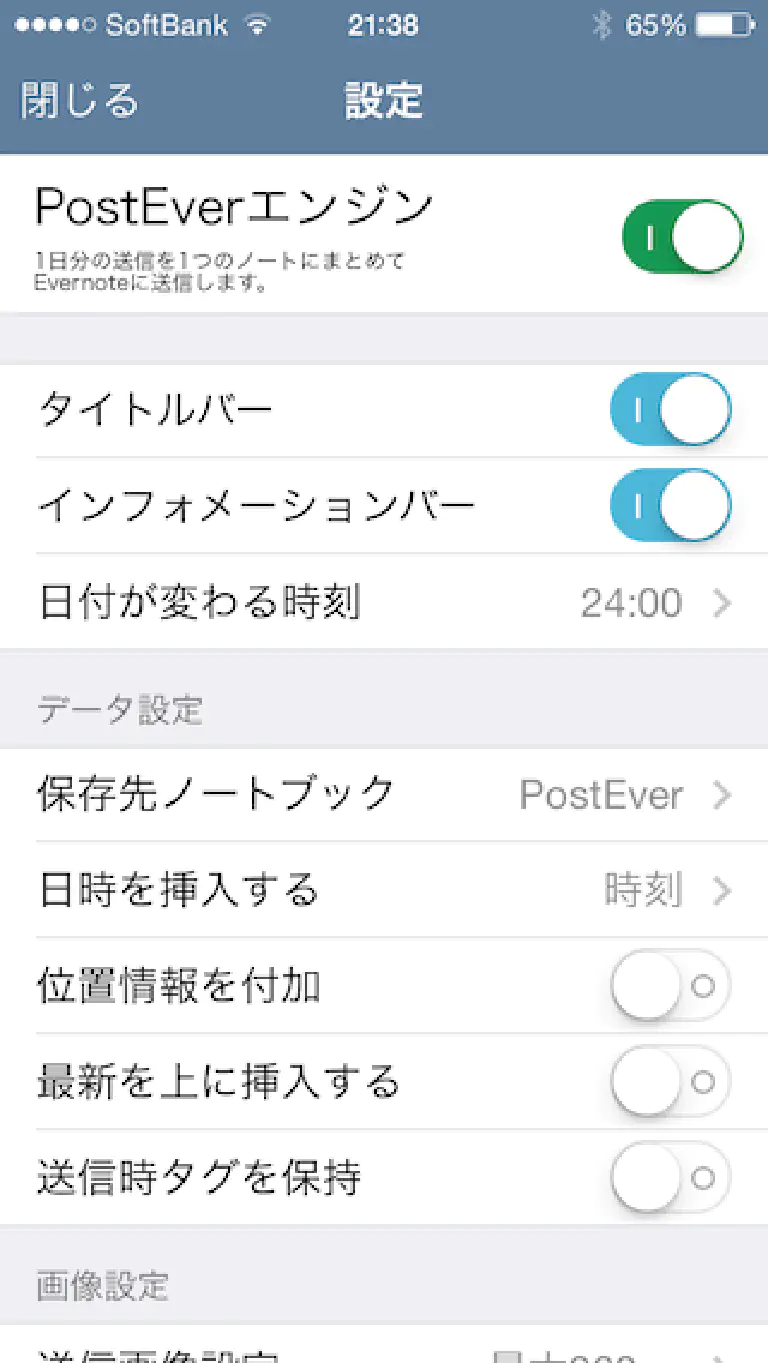 SoftBank 21:38 65%
閉じる 設定
PostEverエンジン
1日分の送信を1つのノートにまとめて
Evernoteに送信します。
タイトルバー
インフォメーションバー
日付が変わる時刻 24:00
データ設定
保存先ノートブック PostEver
日時を挿入する 時刻
位置情報を付加
最新を上に挿入する
送信時タグを保持
画像設定
送信画像設定